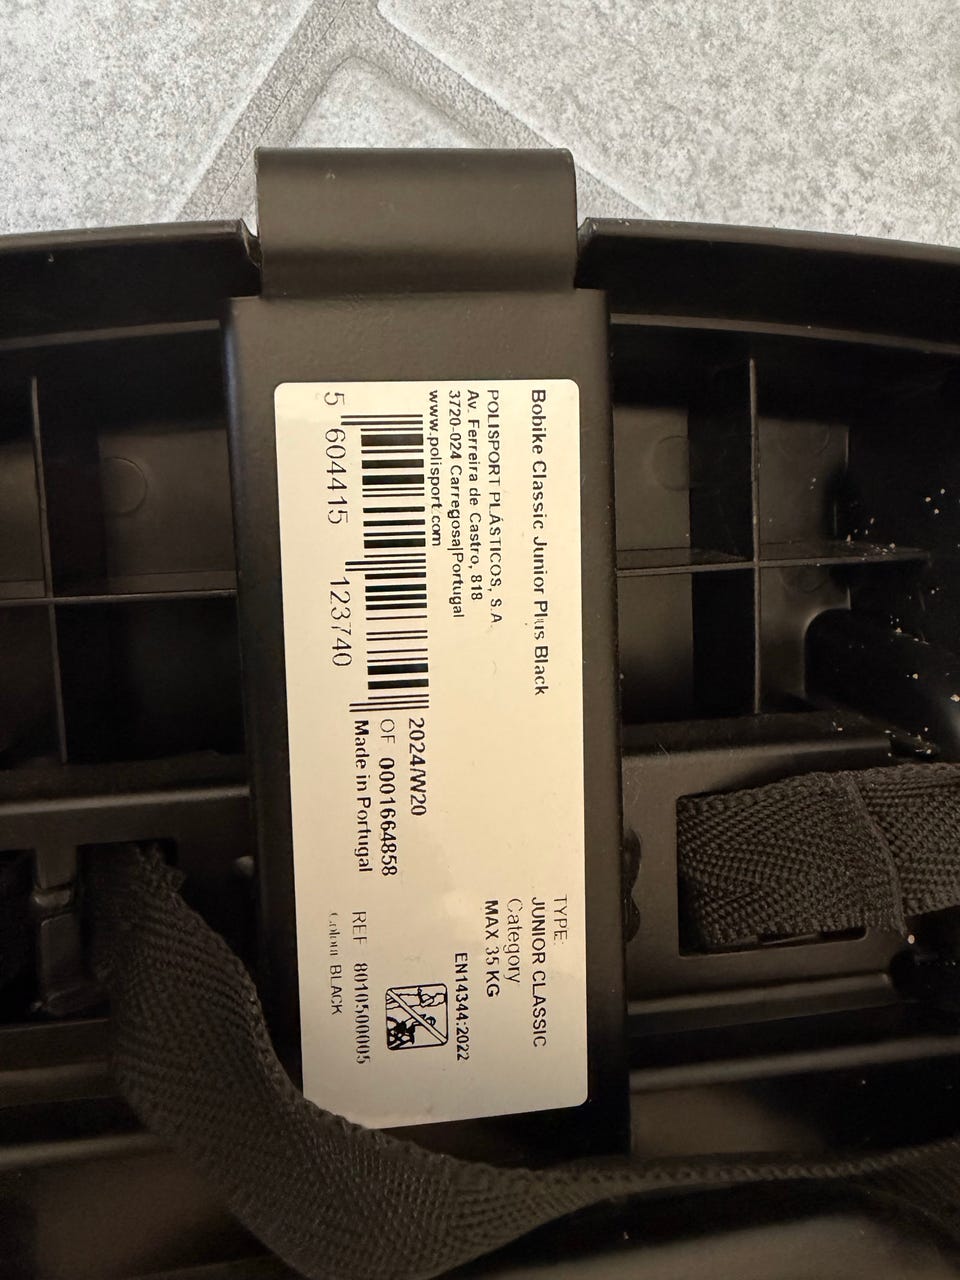 Bobike Classic Junior Plus Black
POLISPORT PLÁSTICOS, S.A.
Av. Ferreira de Castro, 818
3720-024 Carregosa|Portugal
www.polisport.com
5 604415 123740
2024/W20
OF 0001664858
Made in Portugal
TYPE:
JUNIOR CLASSIC
Category
MAX 35 KG
EN14344:2022
REF 8010500005
Colour BLACK